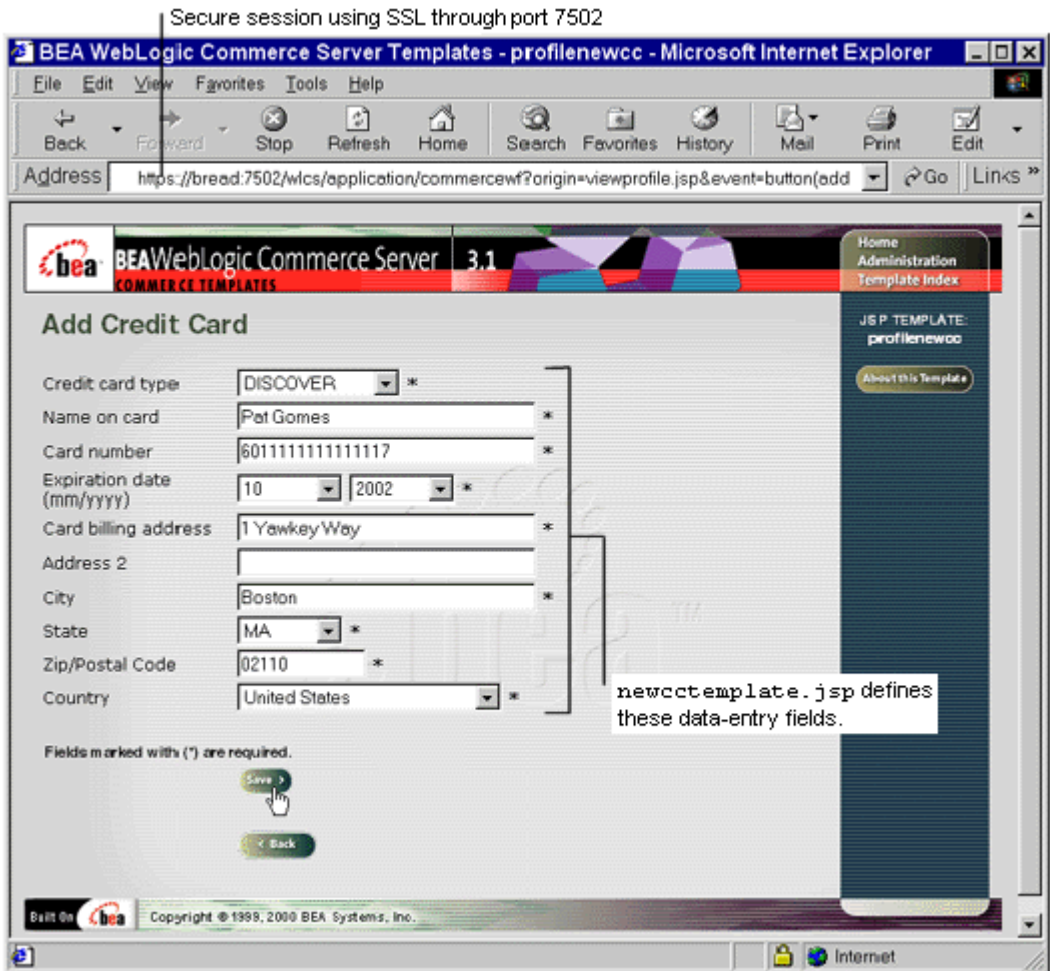 Secure session using SSL through port 7502
BEA WebLogic Commerce Server Templates - profilenewcc - Microsoft Internet Explorer
File Edit View Favorites Tools Help
Back Forward Stop Refresh Home Search Favorites History Mail Print Edit
Address https://bread:7502/wlcs/application/commercewf?origin=viewprofile.jsp&event=button(add Go Links »
bea BEA WebLogic Commerce Server 3.1
COMMERCE TEMPLATES
Home
Administration
Template Index
JSP TEMPLATE:
profilenewcc
About this Template
Add Credit Card
Credit card type DISCOVER *
Name on card Pat Gomes *
Card number 6011111111111117 *
Expiration date
(mm/yyyy) 10 2002 *
Card billing address 1 Yawkey Way *
Address 2
City Boston *
State MA *
Zip/Postal Code 02110 *
Country United States *
newcctemplate.jsp defines
these data-entry fields.
Fields marked with (*) are required.
Save >
< Back
Built On bea Copyright © 1999, 2000 BEA Systems, Inc.
Internet